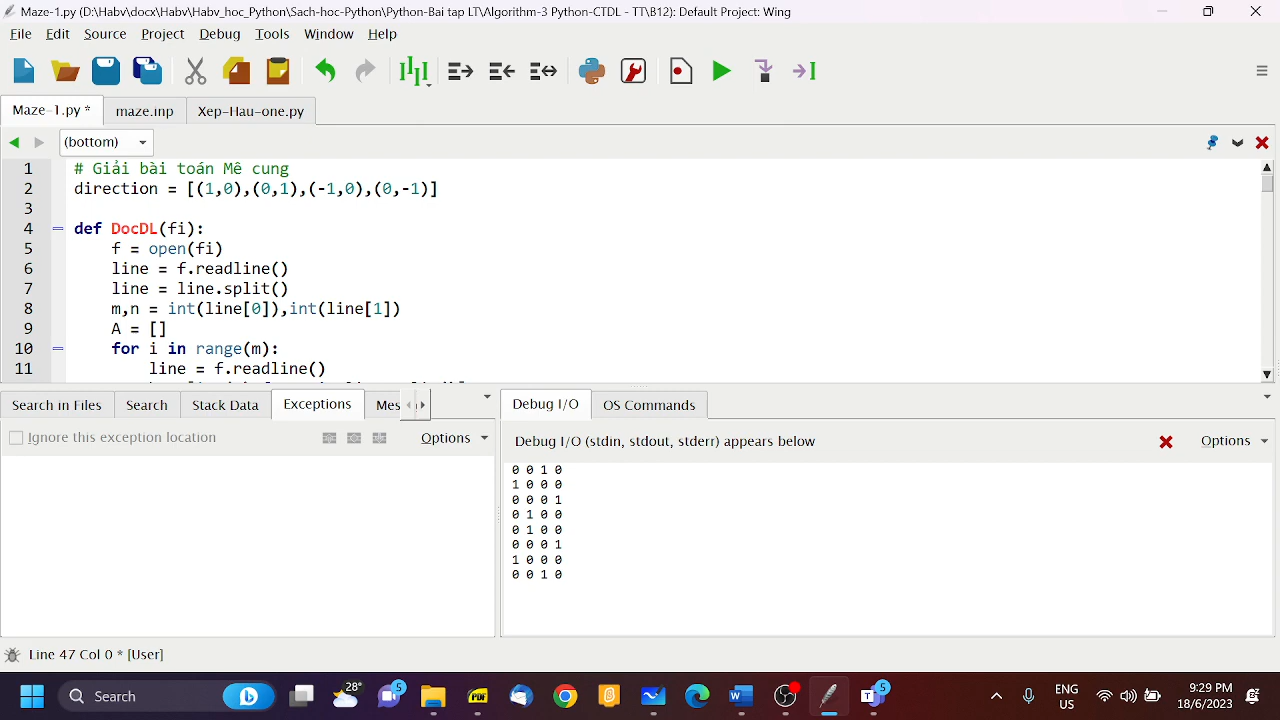 Maze-1.py (D:\Habv\docx\Habv\Habv_hoc_Python\Sach-hoc-Python\Python-Bai tap LT\Algorithm-3 Python-CTDL - TT\B12): Default Project: Wing
File Edit Source Project Debug Tools Window Help
Maze-1.py * maze.inp Xep-Hau-one.py
(bottom)
1 # Giải bài toán Mê cung
2 direction = [(1,0),(0,1),(-1,0),(0,-1)]
3
4 def DocDL(fi):
5 f = open(fi)
6 line = f.readline()
7 line = line.split()
8 m,n = int(line[0]),int(line[1])
9 A = []
10 for i in range(m):
11 line = f.readline()
Search in Files Search Stack Data Exceptions Mes Debug I/O OS Commands
Ignore this exception location Options Debug I/O (stdin, stdout, stderr) appears below Options
0 0 1 0
1 0 0 0
0 0 0 1
0 1 0 0
0 1 0 0
0 0 0 1
1 0 0 0
0 0 1 0
Line 47 Col 0 * [User]
Search 28° 5 PDF W T 5 ENG US 9:29 PM 18/6/2023